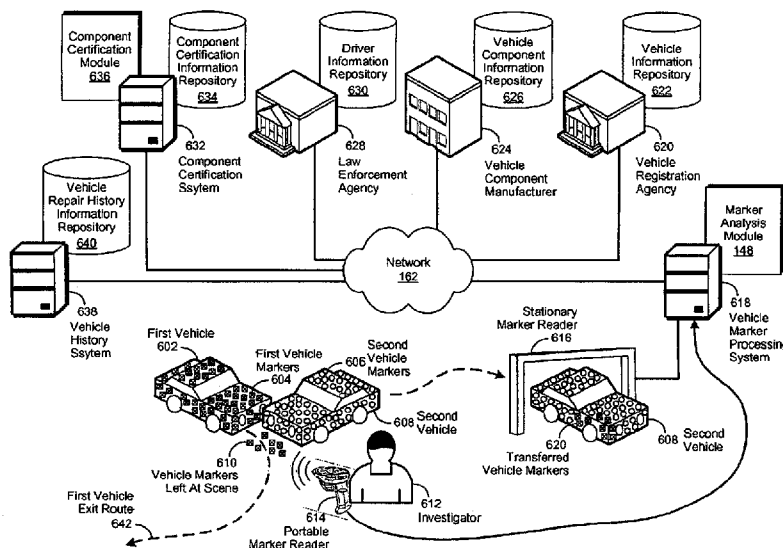 Component
Certification
Module
636
Component
Certification
Information
Repository
634
632
Component
Certification
Ssytem
Driver
Information
Repository
630
628
Law
Enforcement
Agency
Vehicle
Component
Information
Repository
626
624
Vehicle
Component
Manufacturer
Vehicle
Information
Repository
622
620
Vehicle
Registration
Agency
Vehicle
Repair History
Information
Repository
640
638
Vehicle
History
Ssytem
Network
162
Marker
Analysis
Module
148
618
Vehicle
Marker
Processing
System
First Vehicle
602
First Vehicle
Markers
604
606
Second
Vehicle
Markers
608
Second
Vehicle
610
Vehicle Markers
Left At Scene
First Vehicle
Exit Route
642
614
Portable
Marker Reader
612
Investigator
Stationary
Marker Reader
616
620
Transferred
Vehicle Markers
608
Second
Vehicle